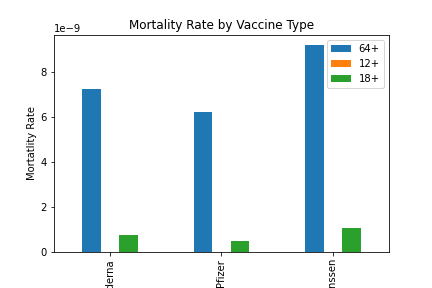 Mortality Rate by Vaccine Type
1e−9
Mortatlity Rate
8
6
4
2
0
64+
12+
18+
derna
Pfizer
nssen